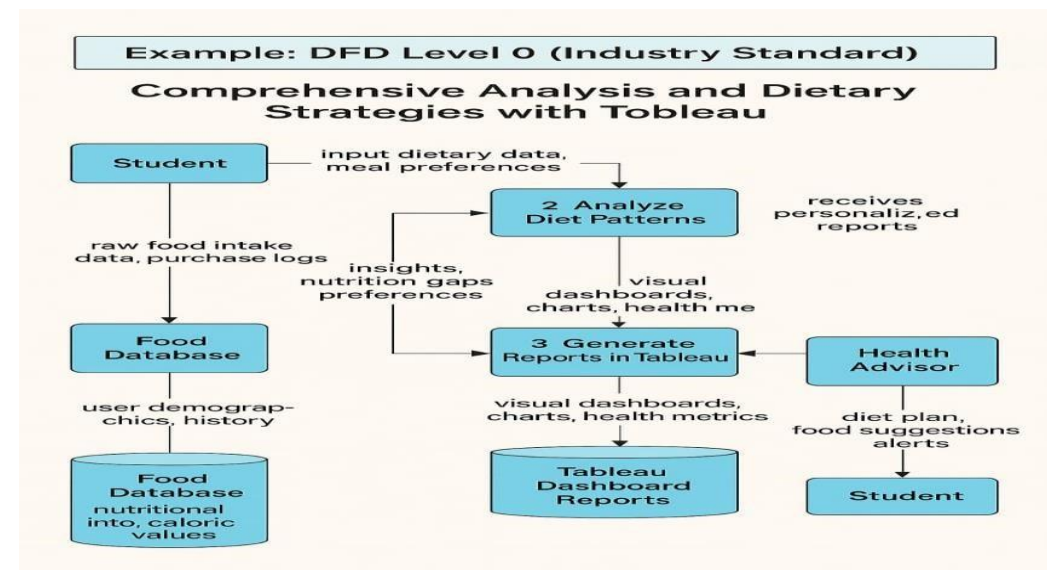 Example: DFD Level 0 (Industry Standard)
Comprehensive Analysis and Dietary
Strategies with Tobleau
Student
input dietary data,
meal preferences
2 Analyze
Diet Patterns
receives
personaliz,ed
reports
raw food intake
data, purchase logs
insights,
nutrition gaps
preferences
visual
dashboards,
charts, health me
Food
Database
3 Generate
Reports in Tableau
Health
Advisor
user demograp-
chics, history
visual dashboards,
charts, health metrics
diet plan,
food suggestions
alerts
Food
Database
nutritional
into, caloric
values
Tableau
Dashboard
Reports
Student